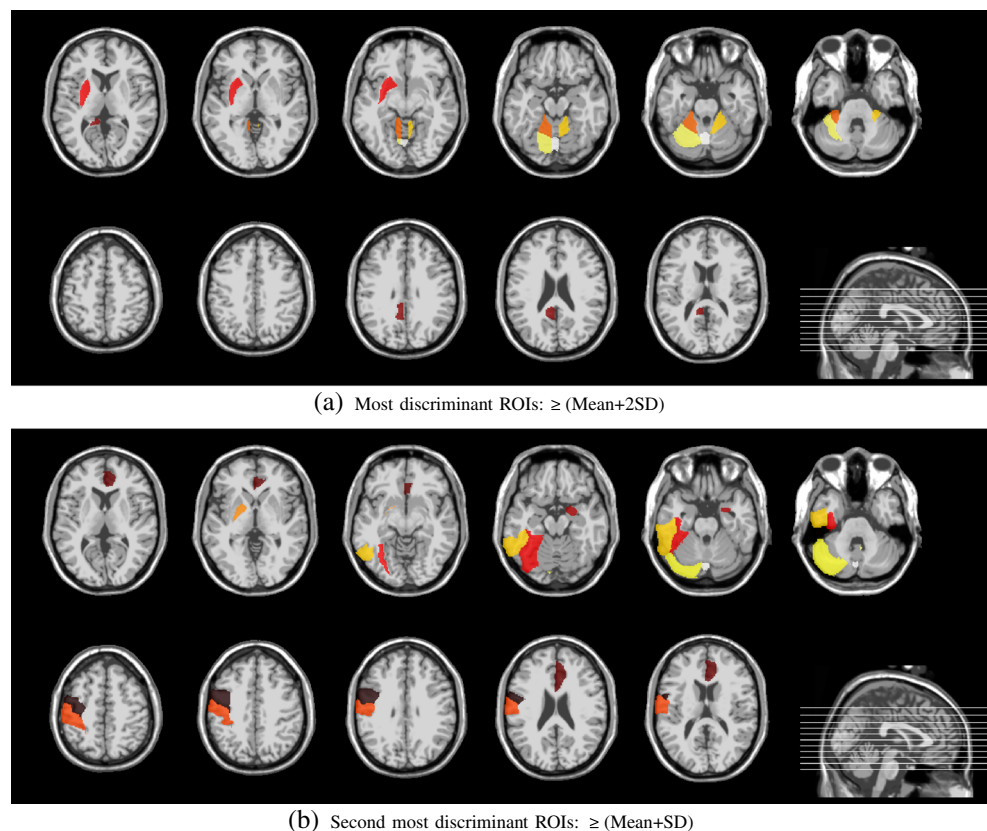 (a) Most discriminant ROIs: ≥ (Mean+2SD)
(b) Second most discriminant ROIs: ≥ (Mean+SD)